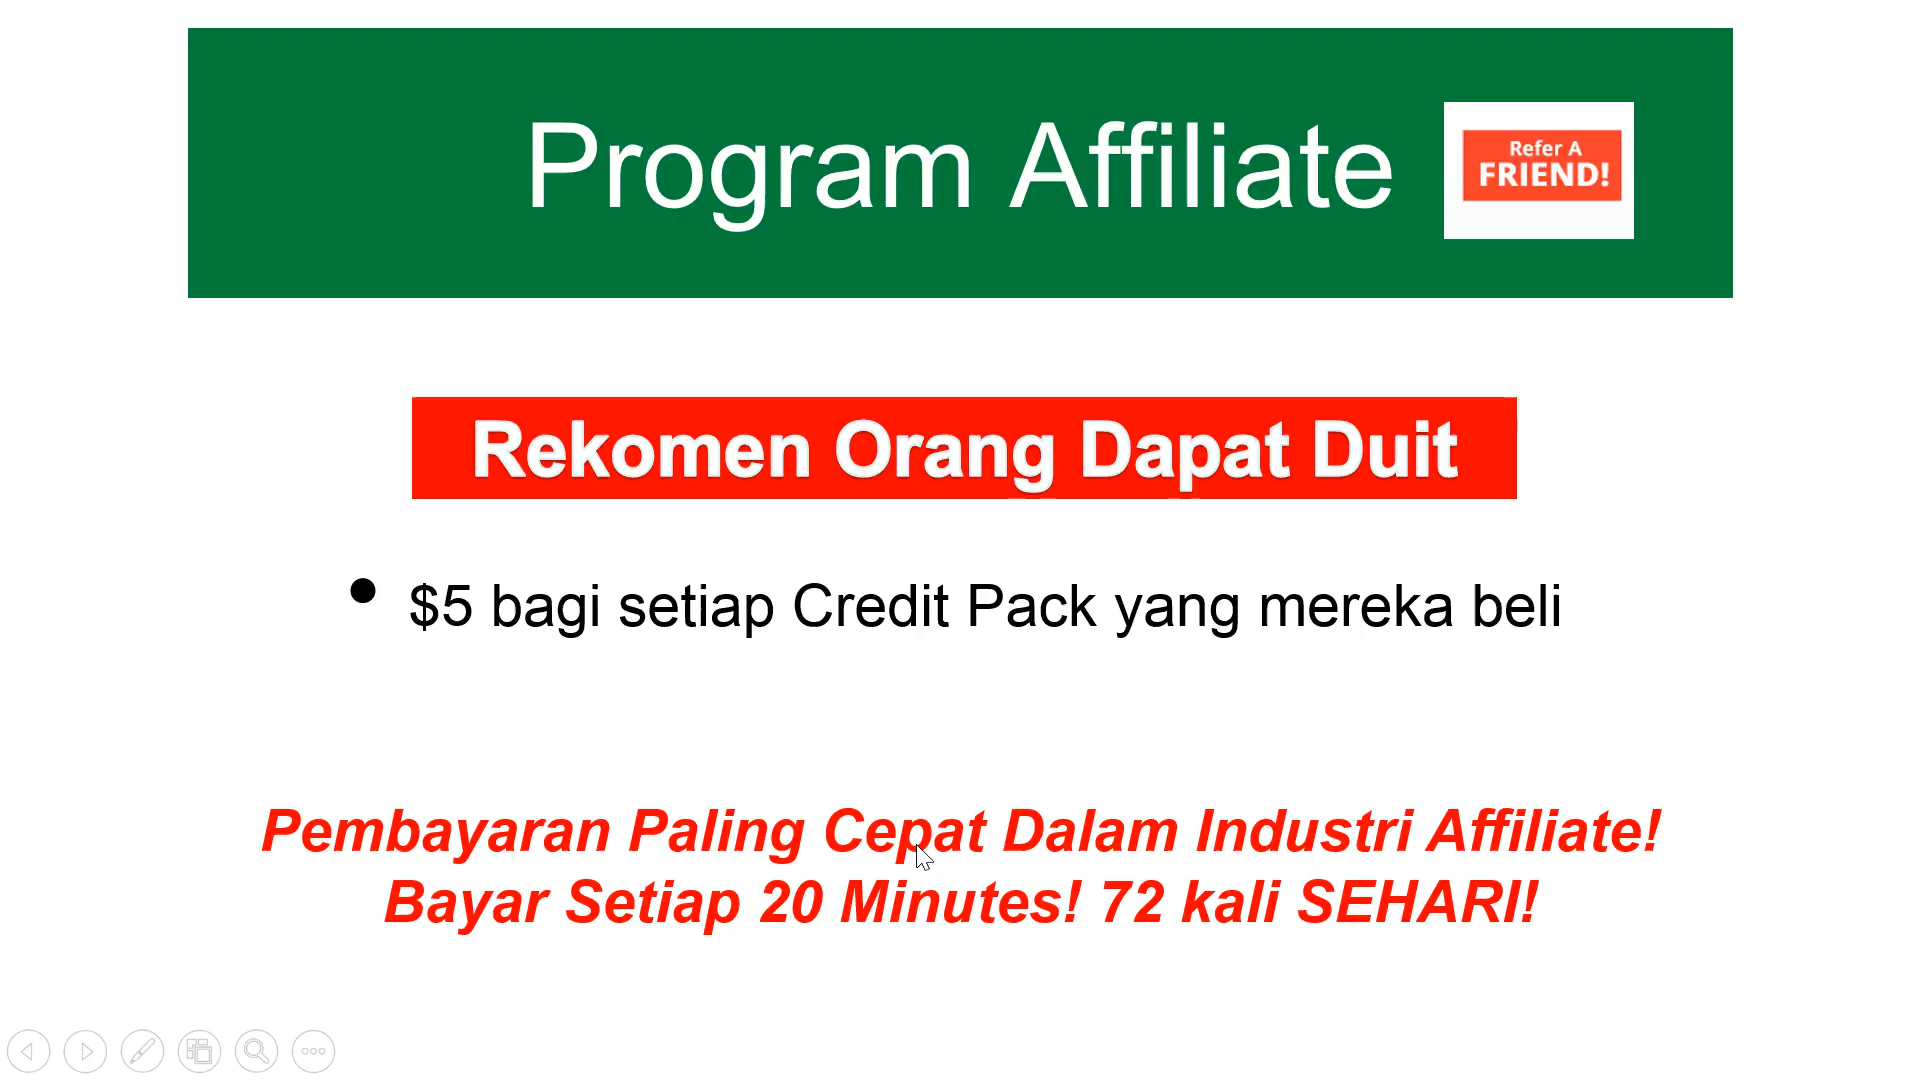 Program Affiliate
Refer A
FRIEND!
Rekomen Orang Dapat Duit
• $5 bagi setiap Credit Pack yang mereka beli
Pembayaran Paling Cepat Dalam Industri Affiliate!
Bayar Setiap 20 Minutes! 72 kali SEHARI!